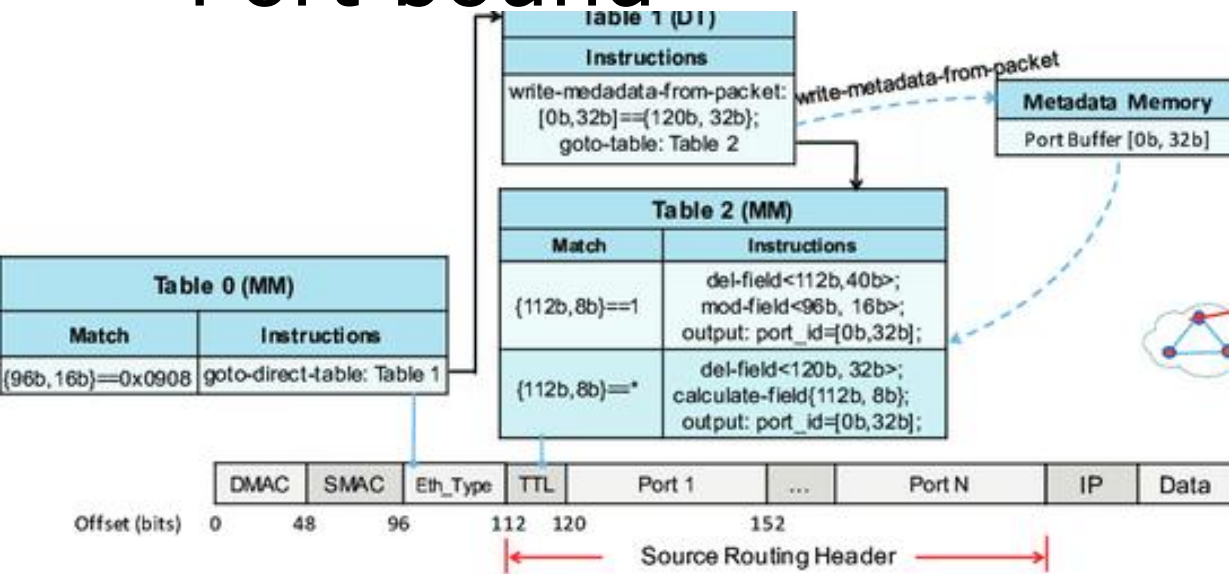 Port bound
Table 1 (DT)
Instructions
write-medadata-from-packet:
[0b,32b]=={120b, 32b};
goto-table: Table 2
write-metadata-from-packet
Metadata Memory
Port Buffer [0b, 32b]
Table 2 (MM)
Match Instructions
{112b,8b}==1
del-field<112b,40b>;
mod-field<96b, 16b>;
output: port_id=[0b,32b];
{112b,8b}==*
del-field<120b, 32b>;
calculate-field{112b, 8b};
output: port_id=[0b,32b];
Table 0 (MM)
Match Instructions
{96b,16b}==0x0908 goto-direct-table: Table 1
DMAC SMAC Eth_Type TTL Port 1 ... Port N IP Data
Offset (bits) 0 48 96 112 120 152
Source Routing Header